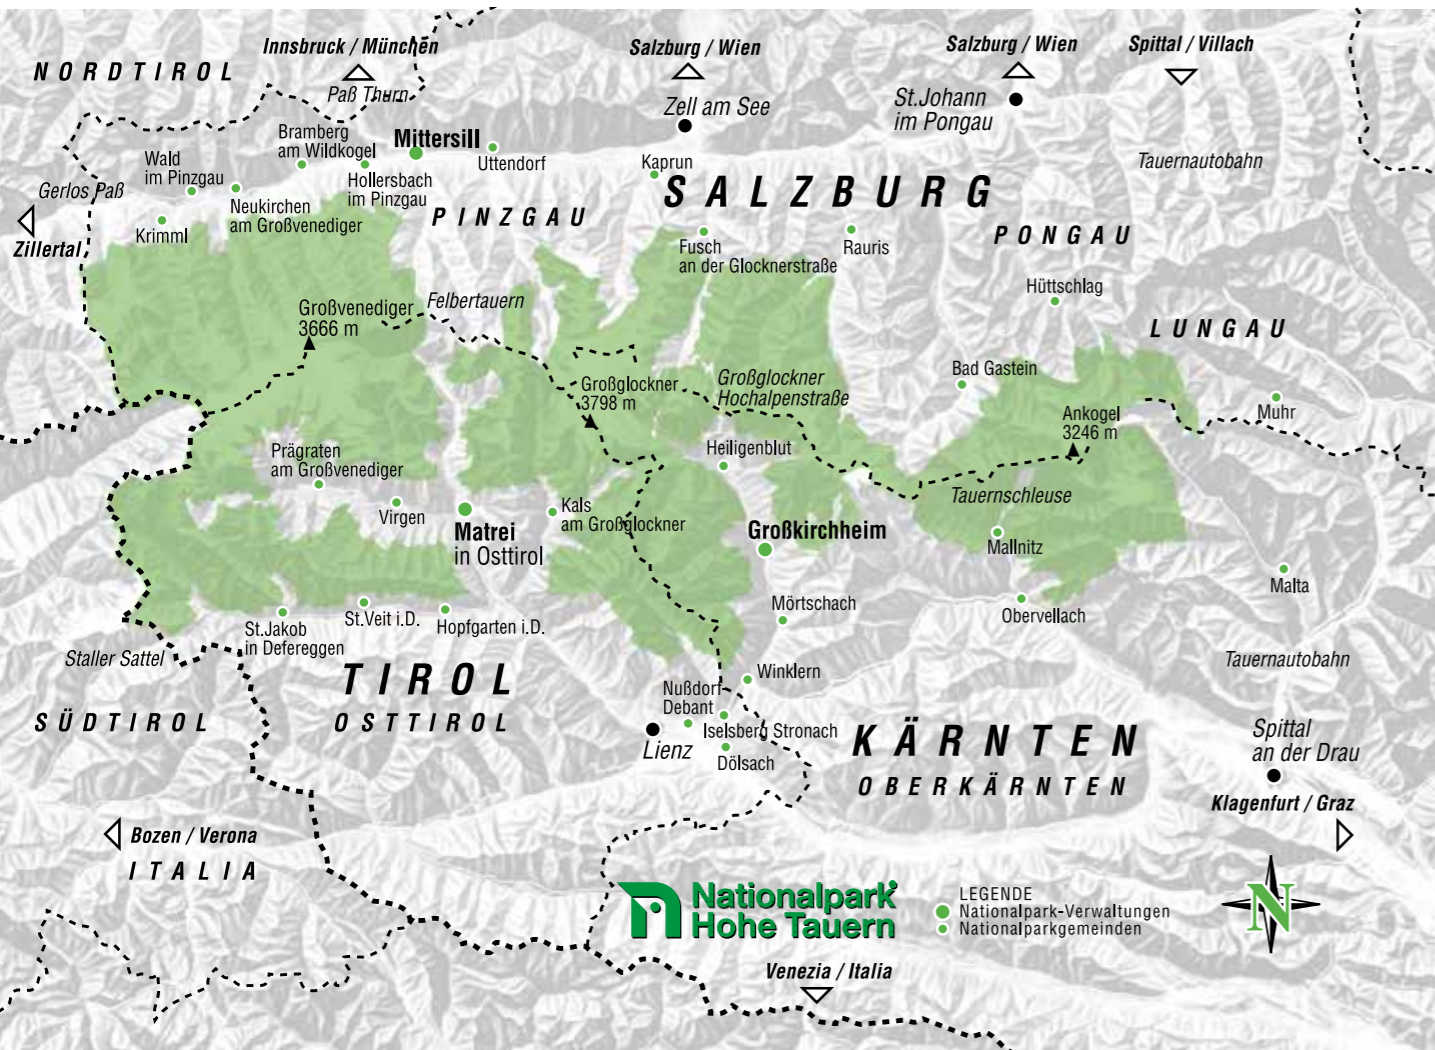 Innsbruck / München
Salzburg / Wien
Salzburg / Wien
Spittal / Villach
NORDTIROL
Paß Thurn
Zell am See
St.Johann
im Pongau
Bramberg
am Wildkogel
Mittersill
Uttendorf
Kaprun
Tauernautobahn
Wald
im Pinzgau
Gerlos Paß
Hollersbach
im Pinzgau
SALZBURG
Neukirchen
am Großvenediger
PINZGAU
Krimml
Zillertal
Fusch
an der Glocknerstraße
Rauris
PONGAU
Hüttschlag
Großvenediger
3666 m
Felbertauern
LUNGAU
Großglockner
3798 m
Großglockner
Hochalpenstraße
Bad Gastein
Ankogel
3246 m
Muhr
Prägraten
am Großvenediger
Heiligenblut
Tauernschleuse
Virgen
Matrei
in Osttirol
Kals
am Großglockner
Großkirchheim
Mallnitz
Malta
Mörtschach
Obervellach
St.Jakob
in Defereggen
St.Veit i.D.
Hopfgarten i.D.
Staller Sattel
TIROL
OSTTIROL
Winklern
Tauernautobahn
SÜDTIROL
Nußdorf
Debant
Iselsberg Stronach
Lienz
Dölsach
KÄRNTEN
OBERKÄRNTEN
Spittal
an der Drau
Klagenfurt / Graz
Bozen / Verona
ITALIA
Nationalpark
Hohe Tauern
LEGENDE
Nationalpark-Verwaltungen
Nationalparkgemeinden
N
Venezia / Italia